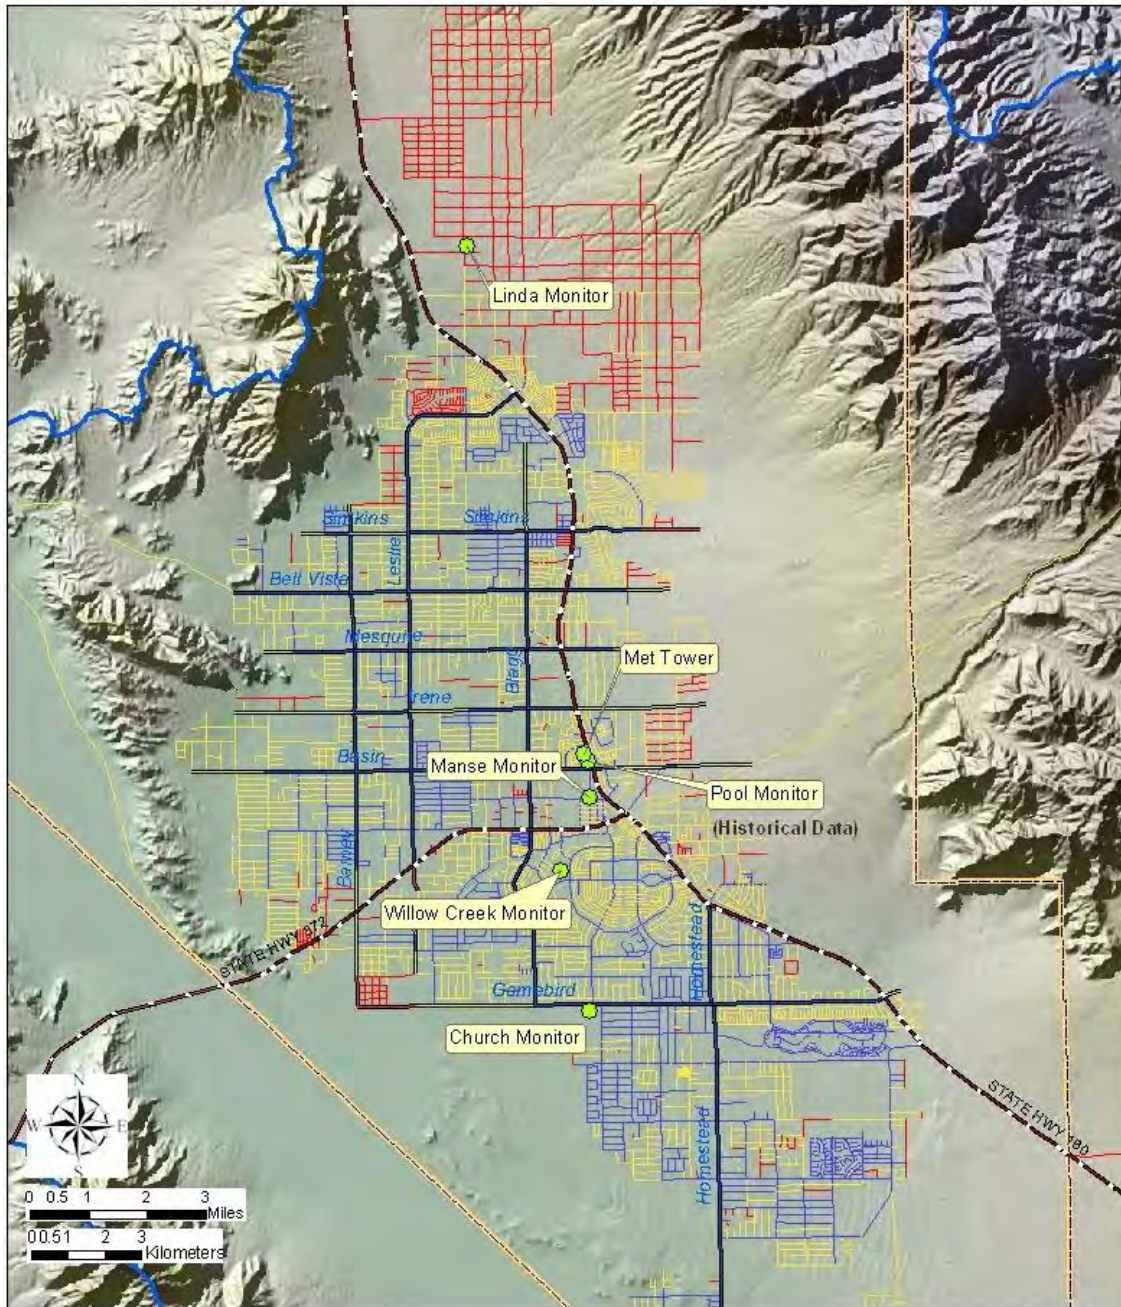 Linda Monitor
Simkins
Simkins
Leslie
Bell Vista
Mesquite
Blagg
Met Tower
Irene
Basin
Manse Monitor
Pool Monitor
(Historical Data)
Willow Creek Monitor
STATE HWY 372
Homestead
Gamebird
Church Monitor
STATE HWY 160
Homestead
N
W
E
S
0 0.5 1 2 3
Miles
0 0.5 1 2 3
Kilometers